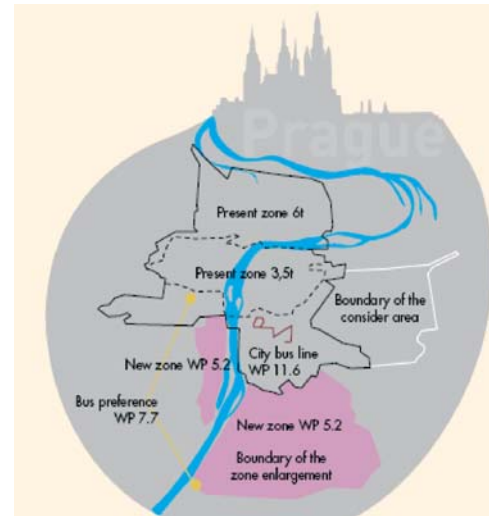 Prague
Present zone 6t
Present zone 3,5t
Boundary of the
consider area
New zone WP 5.2
City bus line
WP 11.6
Bus preference
WP 7.7
New zone WP 5.2
Boundary of the
zone enlargement